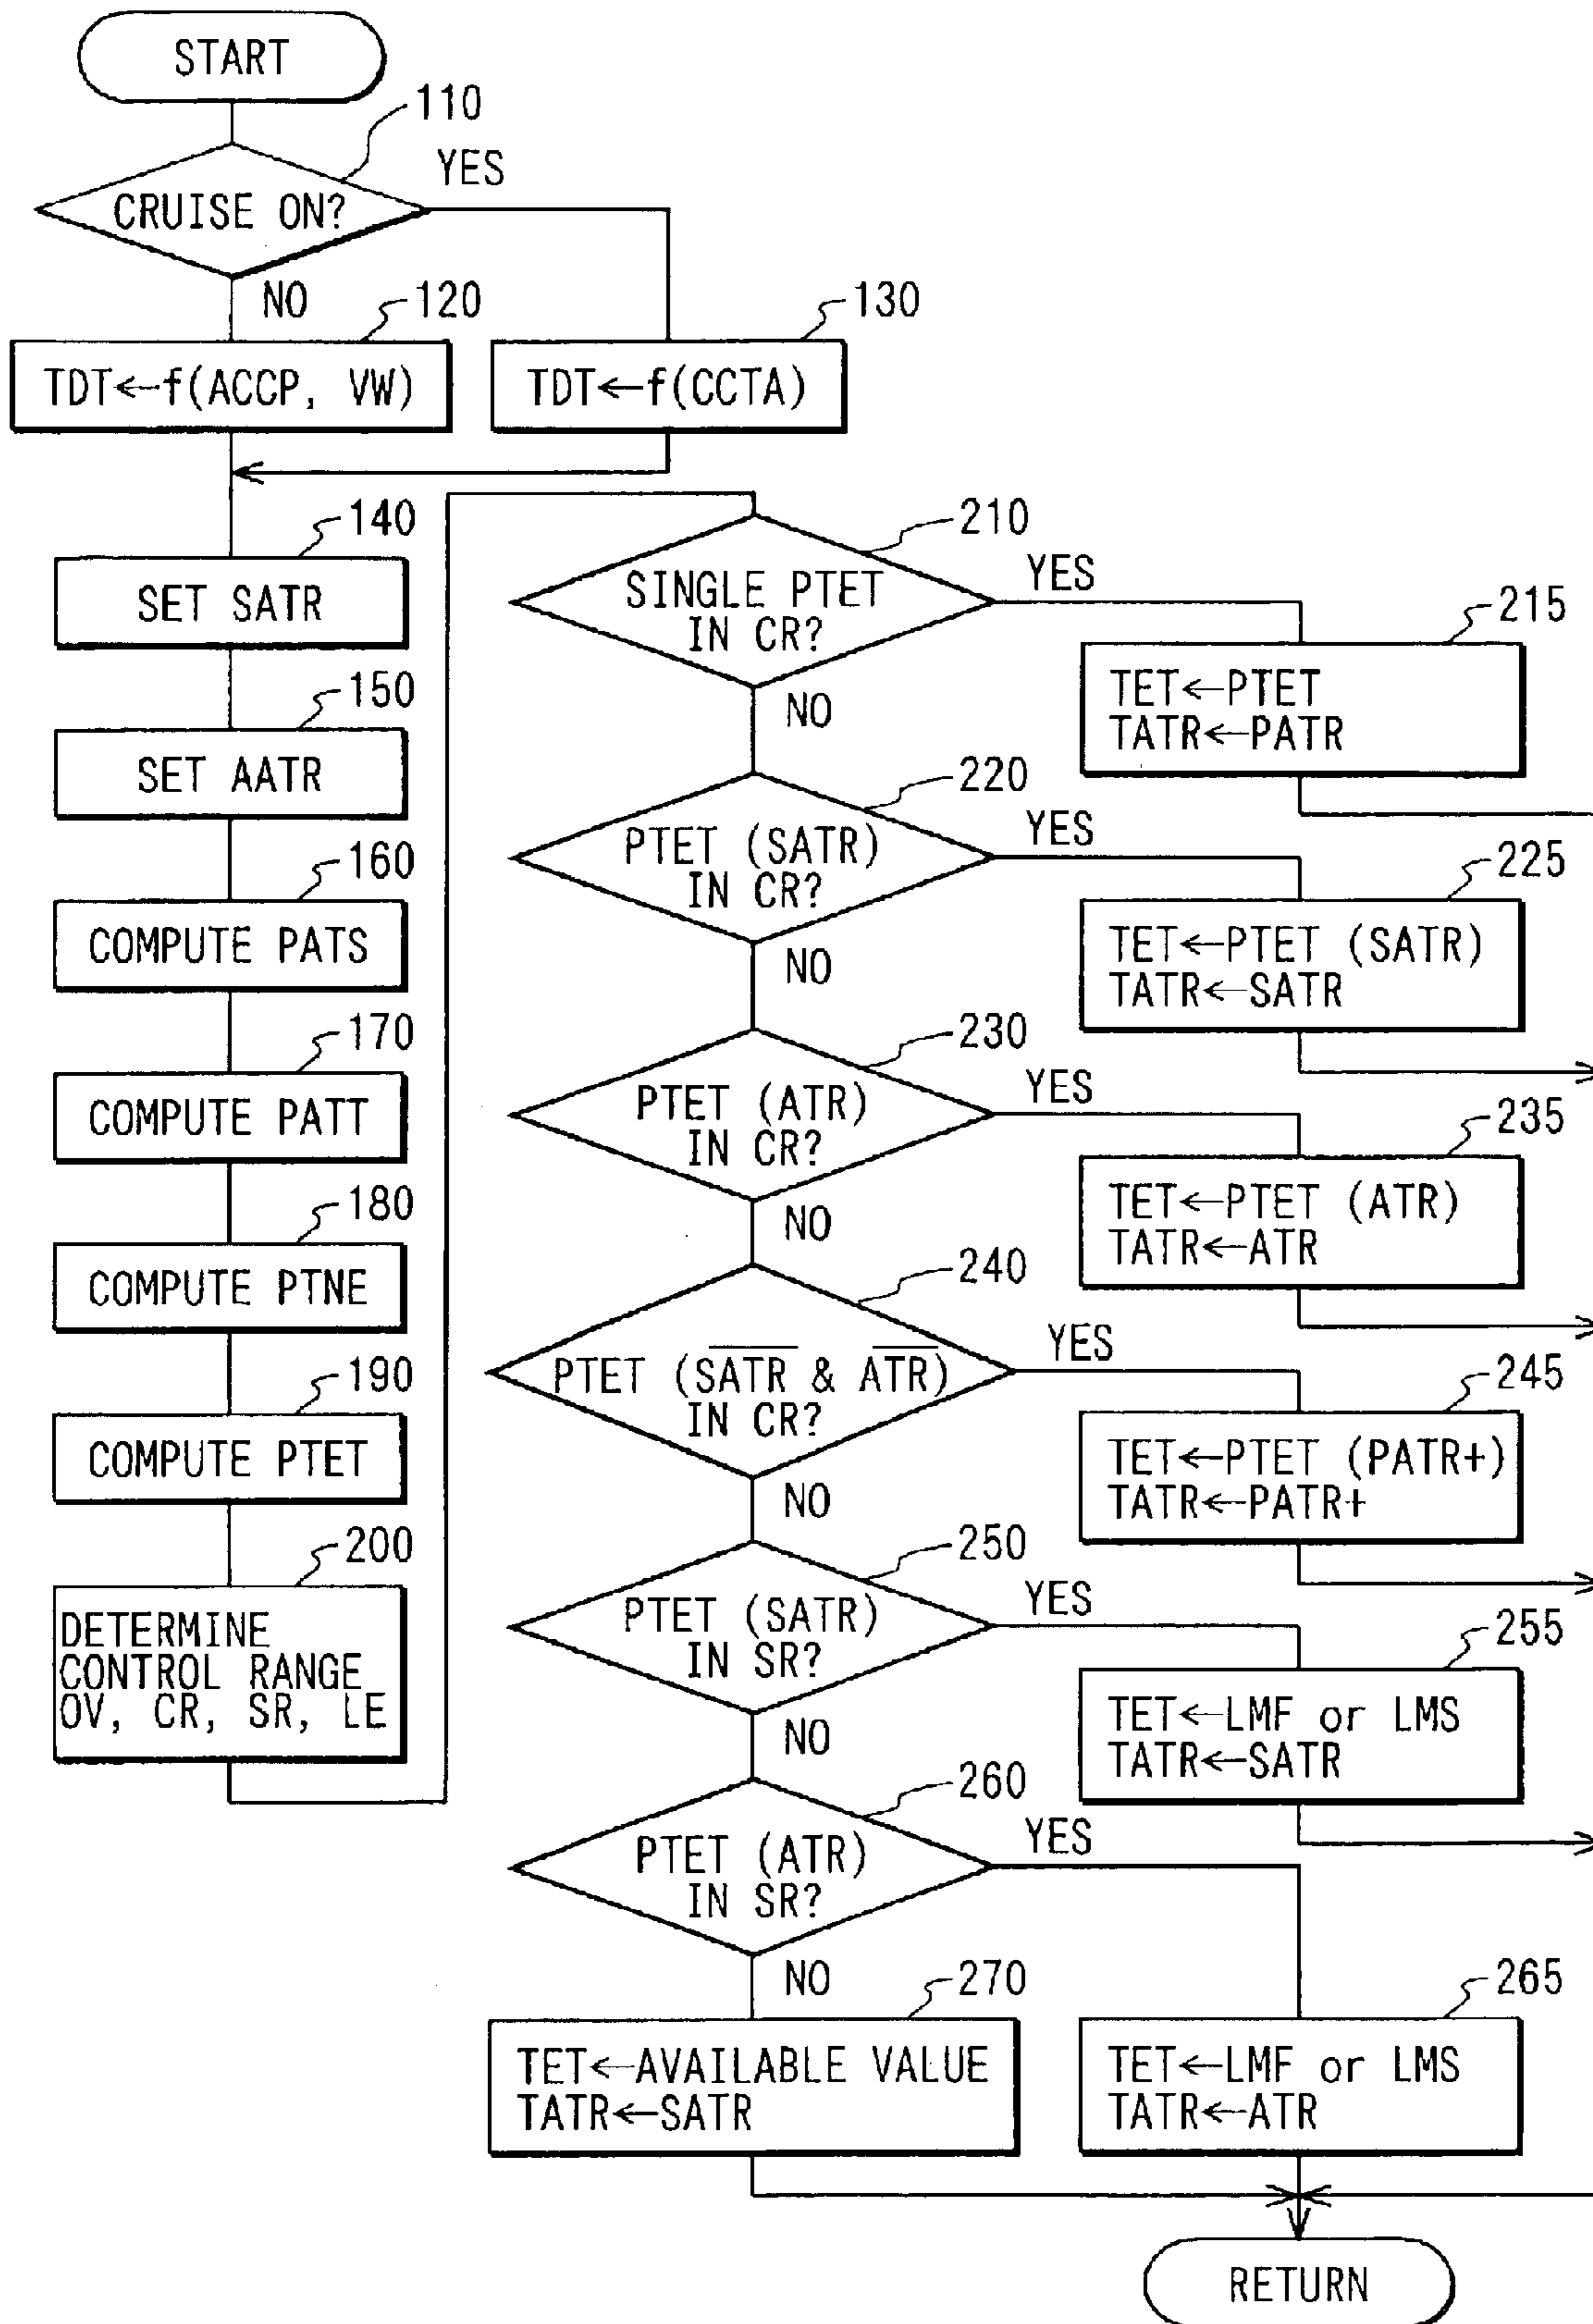 START
110
CRUISE ON?
YES
NO
120
TDT←f(ACCP, VW)
130
TDT←f(CCTA)
140
SET SATR
150
SET AATR
160
COMPUTE PATS
170
COMPUTE PATT
180
COMPUTE PTNE
190
COMPUTE PTET
200
DETERMINE
CONTROL RANGE
OV, CR, SR, LE
210
SINGLE PTET
IN CR?
YES
NO
215
TET←PTET
TATR←PATR
220
PTET (SATR)
IN CR?
YES
NO
225
TET←PTET (SATR)
TATR←SATR
230
PTET (ATR)
IN CR?
YES
NO
235
TET←PTET (ATR)
TATR←ATR
240
PTET (S̅A̅T̅R̅ & A̅T̅R̅)
IN CR?
YES
NO
245
TET←PTET (PATR+)
TATR←PATR+
250
PTET (SATR)
IN SR?
YES
NO
255
TET←LMF or LMS
TATR←SATR
260
PTET (ATR)
IN SR?
YES
NO
265
TET←LMF or LMS
TATR←ATR
270
TET←AVAILABLE VALUE
TATR←SATR
RETURN